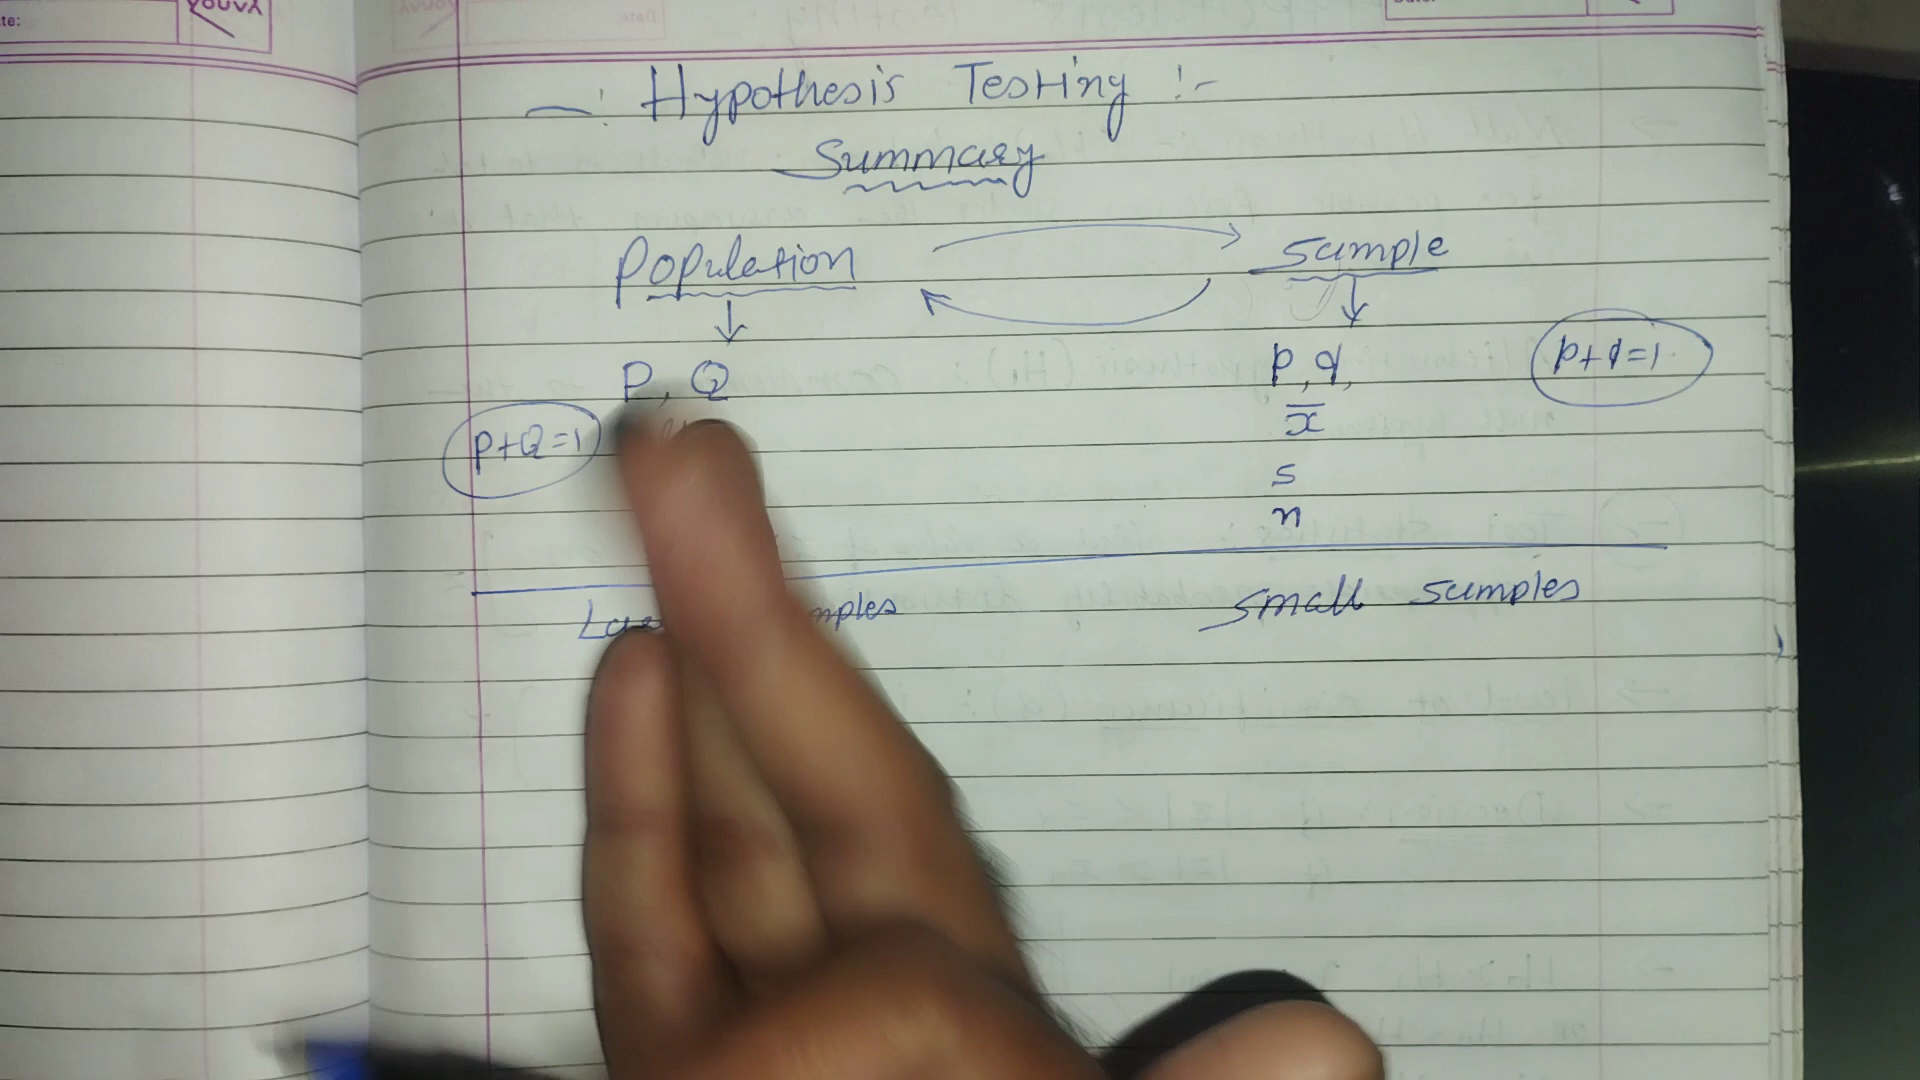 -: Hypothesis Testing :-
Summary
Population
Sample
P, Q
p, q,
p+q=1
x̄
P+Q=1
s
n
Small Samples